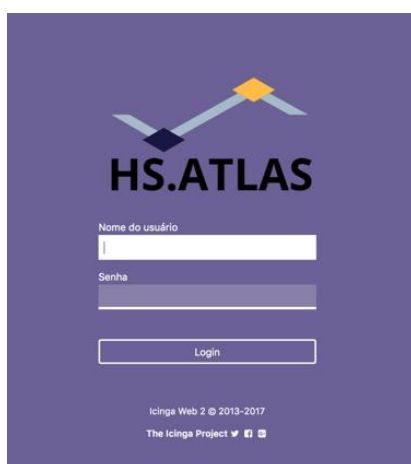 HS.ATLAS
Nome do usuário
Senha
Login
Icinga Web 2 © 2013-2017
The Icinga Project